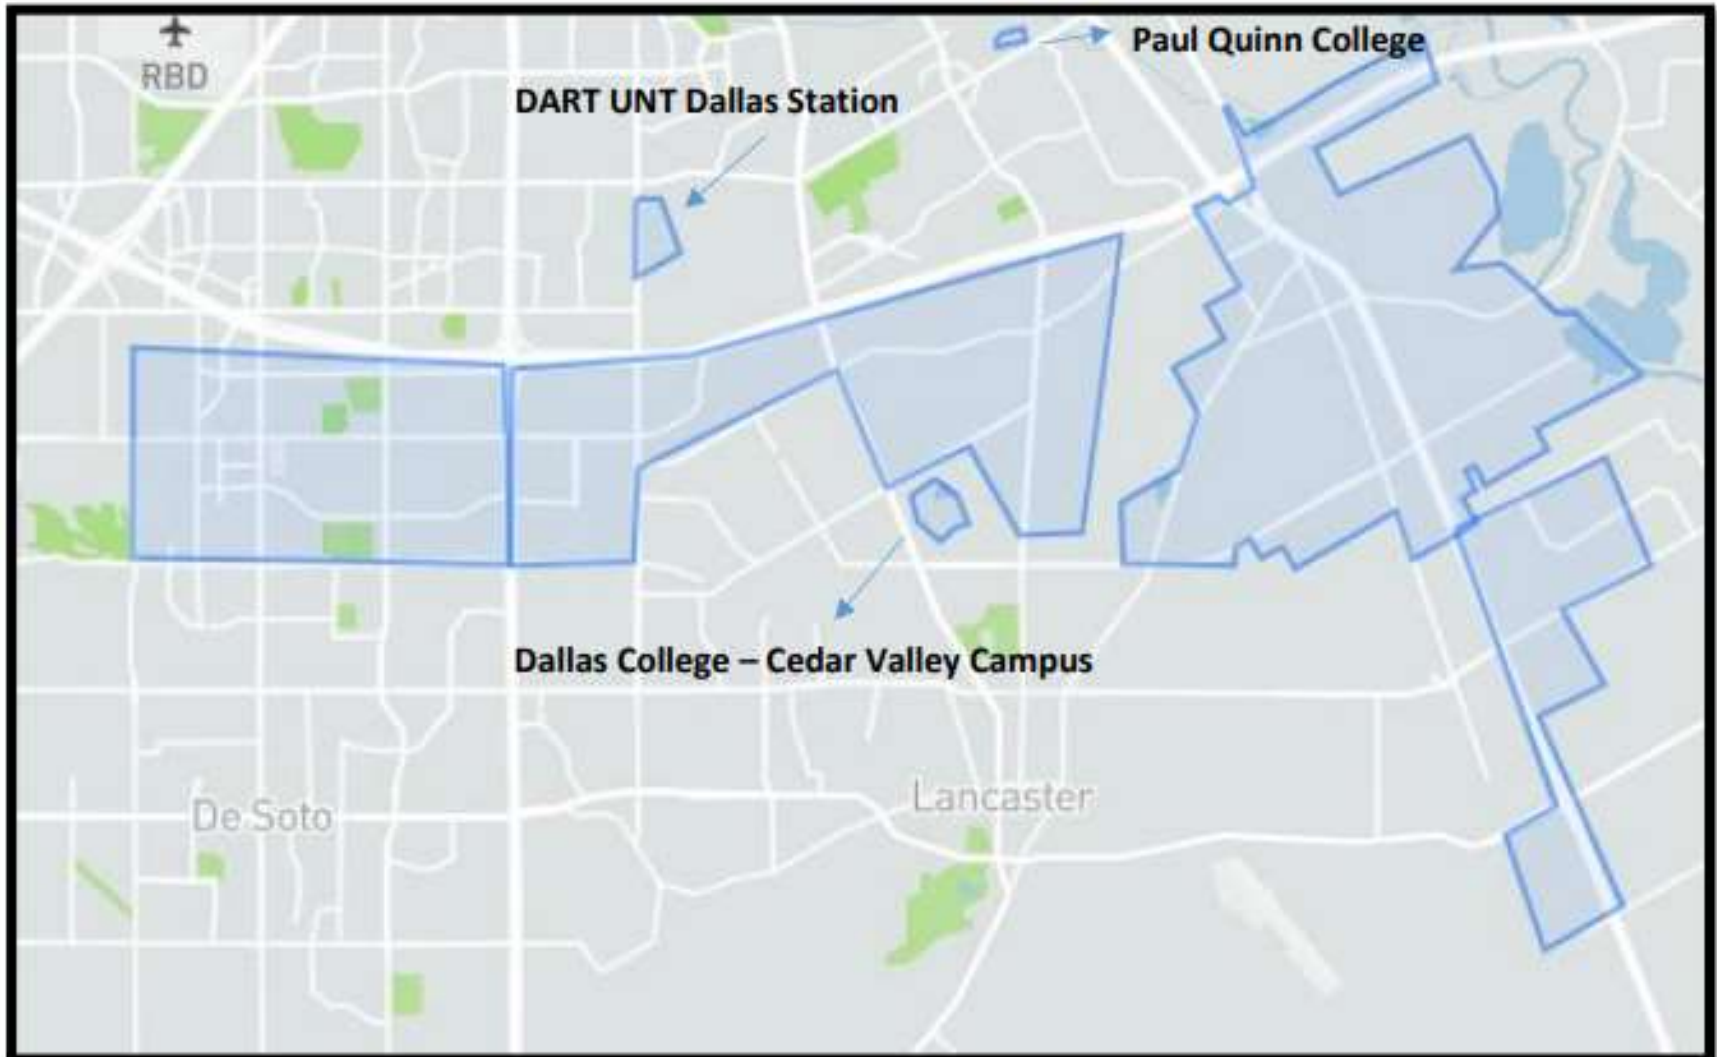 Paul Quinn College
RBD
DART UNT Dallas Station
Dallas College – Cedar Valley Campus
De Soto
Lancaster